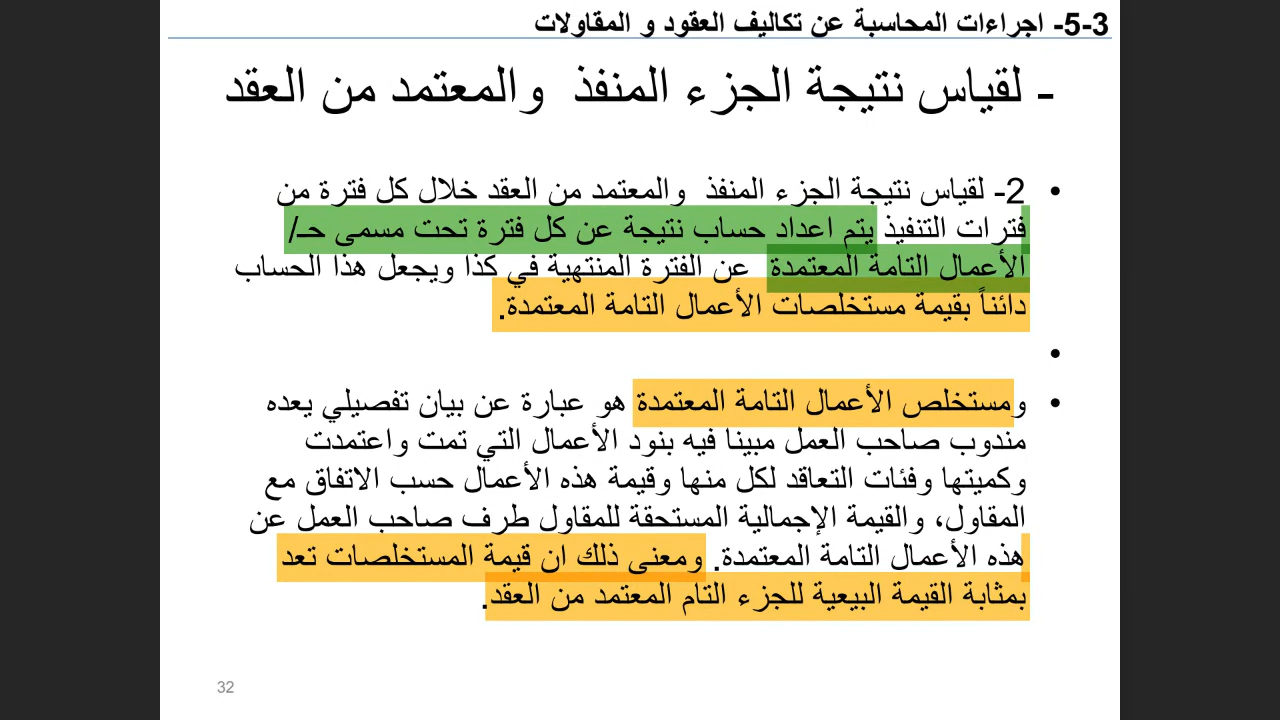 3-5- اجراءات المحاسبة عن تكاليف العقود و المقاولات
- لقياس نتيجة الجزء المنفذ والمعتمد من العقد
• 2- لقياس نتيجة الجزء المنفذ والمعتمد من العقد خلال كل فترة من
فترات التنفيذ يتم اعداد حساب نتيجة عن كل فترة تحت مسمى حـ/
الأعمال التامة المعتمدة عن الفترة المنتهية في كذا ويجعل هذا الحساب
دائناً بقيمة مستخلصات الأعمال التامة المعتمدة.
•
• ومستخلص الأعمال التامة المعتمدة هو عبارة عن بيان تفصيلي يعده
مندوب صاحب العمل مبينا فيه بنود الأعمال التي تمت واعتمدت
وكميتها وفئات التعاقد لكل منها وقيمة هذه الأعمال حسب الاتفاق مع
المقاول، والقيمة الإجمالية المستحقة للمقاول طرف صاحب العمل عن
هذه الأعمال التامة المعتمدة. ومعنى ذلك ان قيمة المستخلصات تعد
بمثابة القيمة البيعية للجزء التام المعتمد من العقد.
32